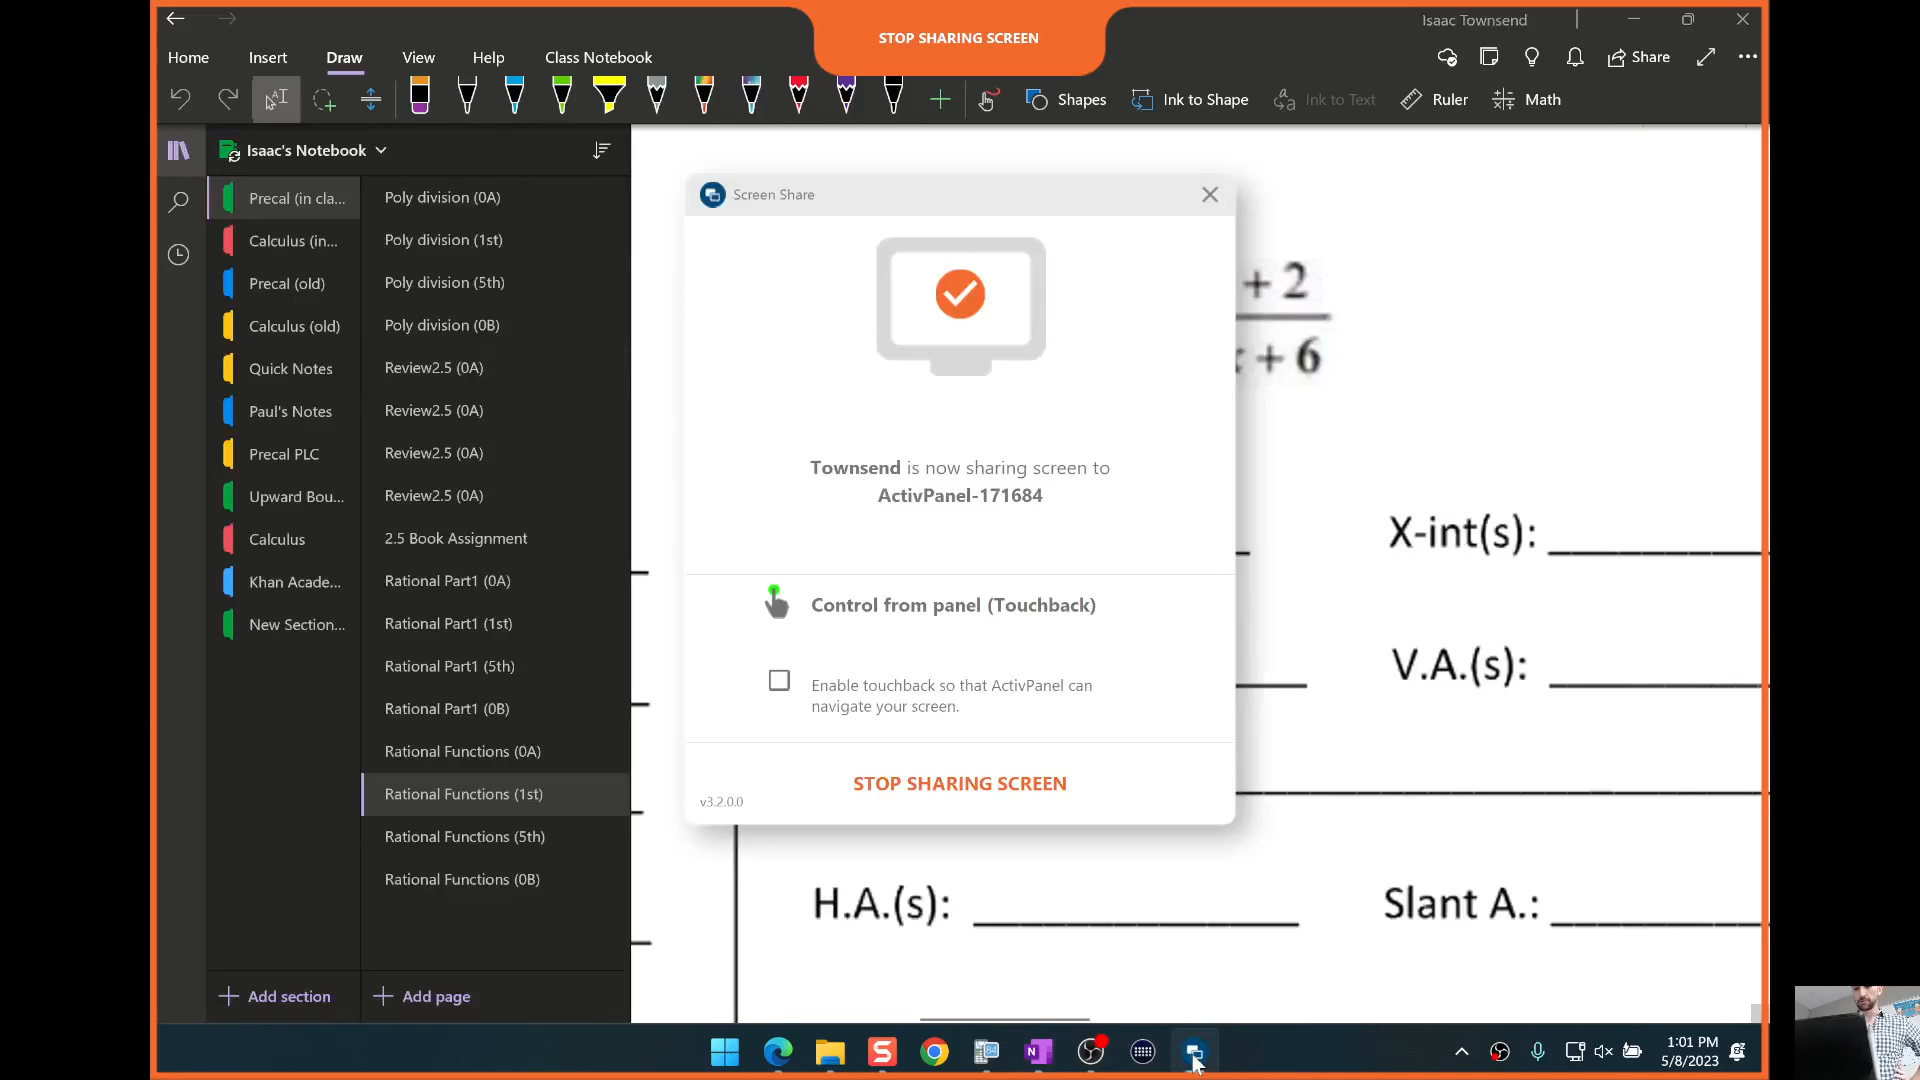 STOP SHARING SCREEN
Isaac Townsend
Home Insert Draw View Help Class Notebook
Share
Shapes Ink to Shape Ink to Text Ruler Math
Isaac's Notebook
Precal (in cla...
Calculus (in...
Precal (old)
Calculus (old)
Quick Notes
Paul's Notes
Precal PLC
Upward Bou...
Calculus
Khan Acade...
New Section...
Add section
Poly division (0A)
Poly division (1st)
Poly division (5th)
Poly division (0B)
Review2.5 (0A)
Review2.5 (0A)
Review2.5 (0A)
Review2.5 (0A)
2.5 Book Assignment
Rational Part1 (0A)
Rational Part1 (1st)
Rational Part1 (5th)
Rational Part1 (0B)
Rational Functions (0A)
Rational Functions (1st)
Rational Functions (5th)
Rational Functions (0B)
Add page
Screen Share
Townsend is now sharing screen to
ActivPanel-171684
Control from panel (Touchback)
Enable touchback so that ActivPanel can
navigate your screen.
STOP SHARING SCREEN
v3.2.0.0
+ 2
+ 6
X-int(s):
V.A.(s):
H.A.(s):
Slant A.:
1:01 PM
5/8/2023